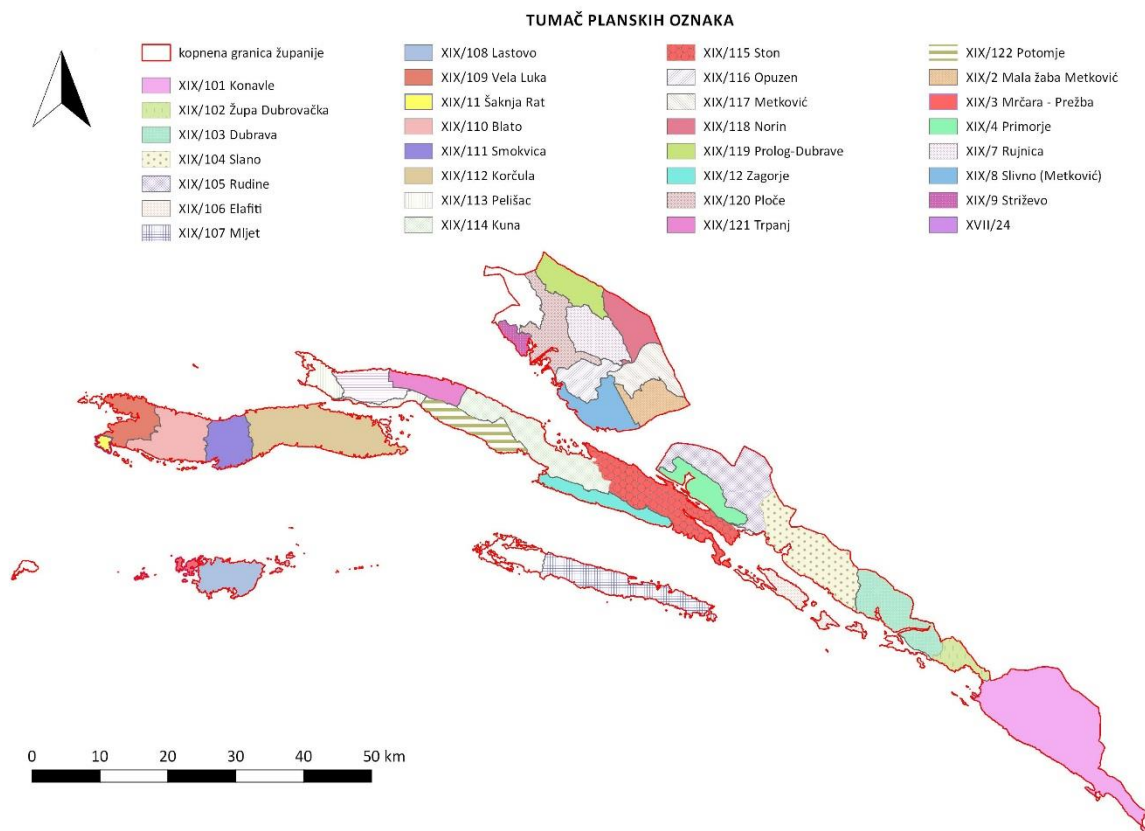 TUMAČ PLANSKIH OZNAKA
kopnena granica županije
XIX/101 Konavle
XIX/102 Župa Dubrovačka
XIX/103 Dubrava
XIX/104 Slano
XIX/105 Rudine
XIX/106 Elafiti
XIX/107 Mljet
XIX/108 Lastovo
XIX/109 Vela Luka
XIX/11 Šaknja Rat
XIX/110 Blato
XIX/111 Smokvica
XIX/112 Korčula
XIX/113 Pelišac
XIX/114 Kuna
XIX/115 Ston
XIX/116 Opuzen
XIX/117 Metković
XIX/118 Norin
XIX/119 Prolog-Dubrave
XIX/12 Zagorje
XIX/120 Ploče
XIX/121 Trpanj
XIX/122 Potomje
XIX/2 Mala žaba Metković
XIX/3 Mrčara - Prežba
XIX/4 Primorje
XIX/7 Rujnica
XIX/8 Slivno (Metković)
XIX/9 Striževo
XVII/24
0 10 20 30 40 50 km